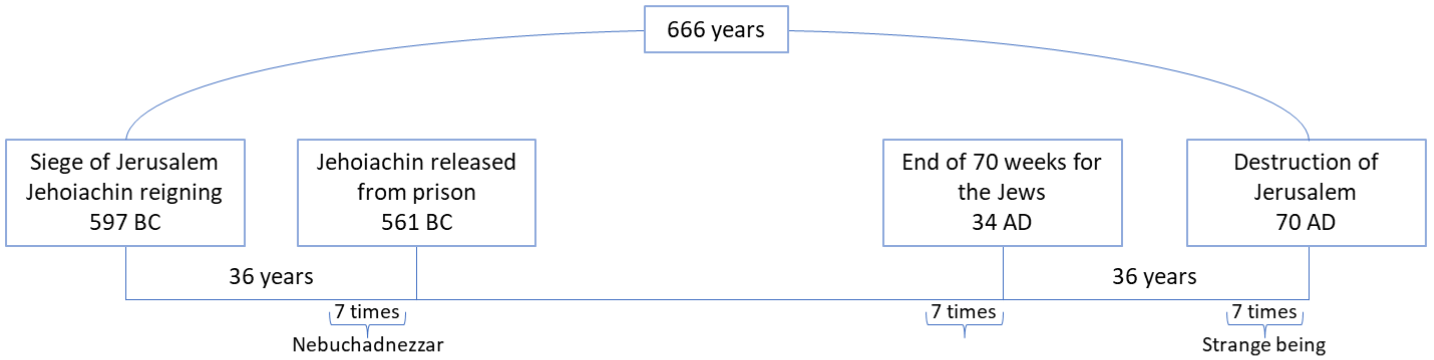 666 years
Siege of Jerusalem
Jehoiachin reigning
597 BC
Jehoiachin released
from prison
561 BC
End of 70 weeks for
the Jews
34 AD
Destruction of
Jerusalem
70 AD
36 years
36 years
7 times
7 times
7 times
Nebuchadnezzar
Strange being